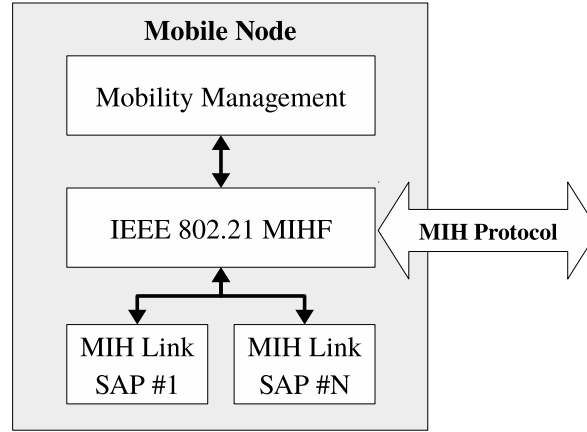 Mobile Node
Mobility Management
IEEE 802.21 MIHF
MIH Protocol
MIH Link
SAP #1
MIH Link
SAP #N